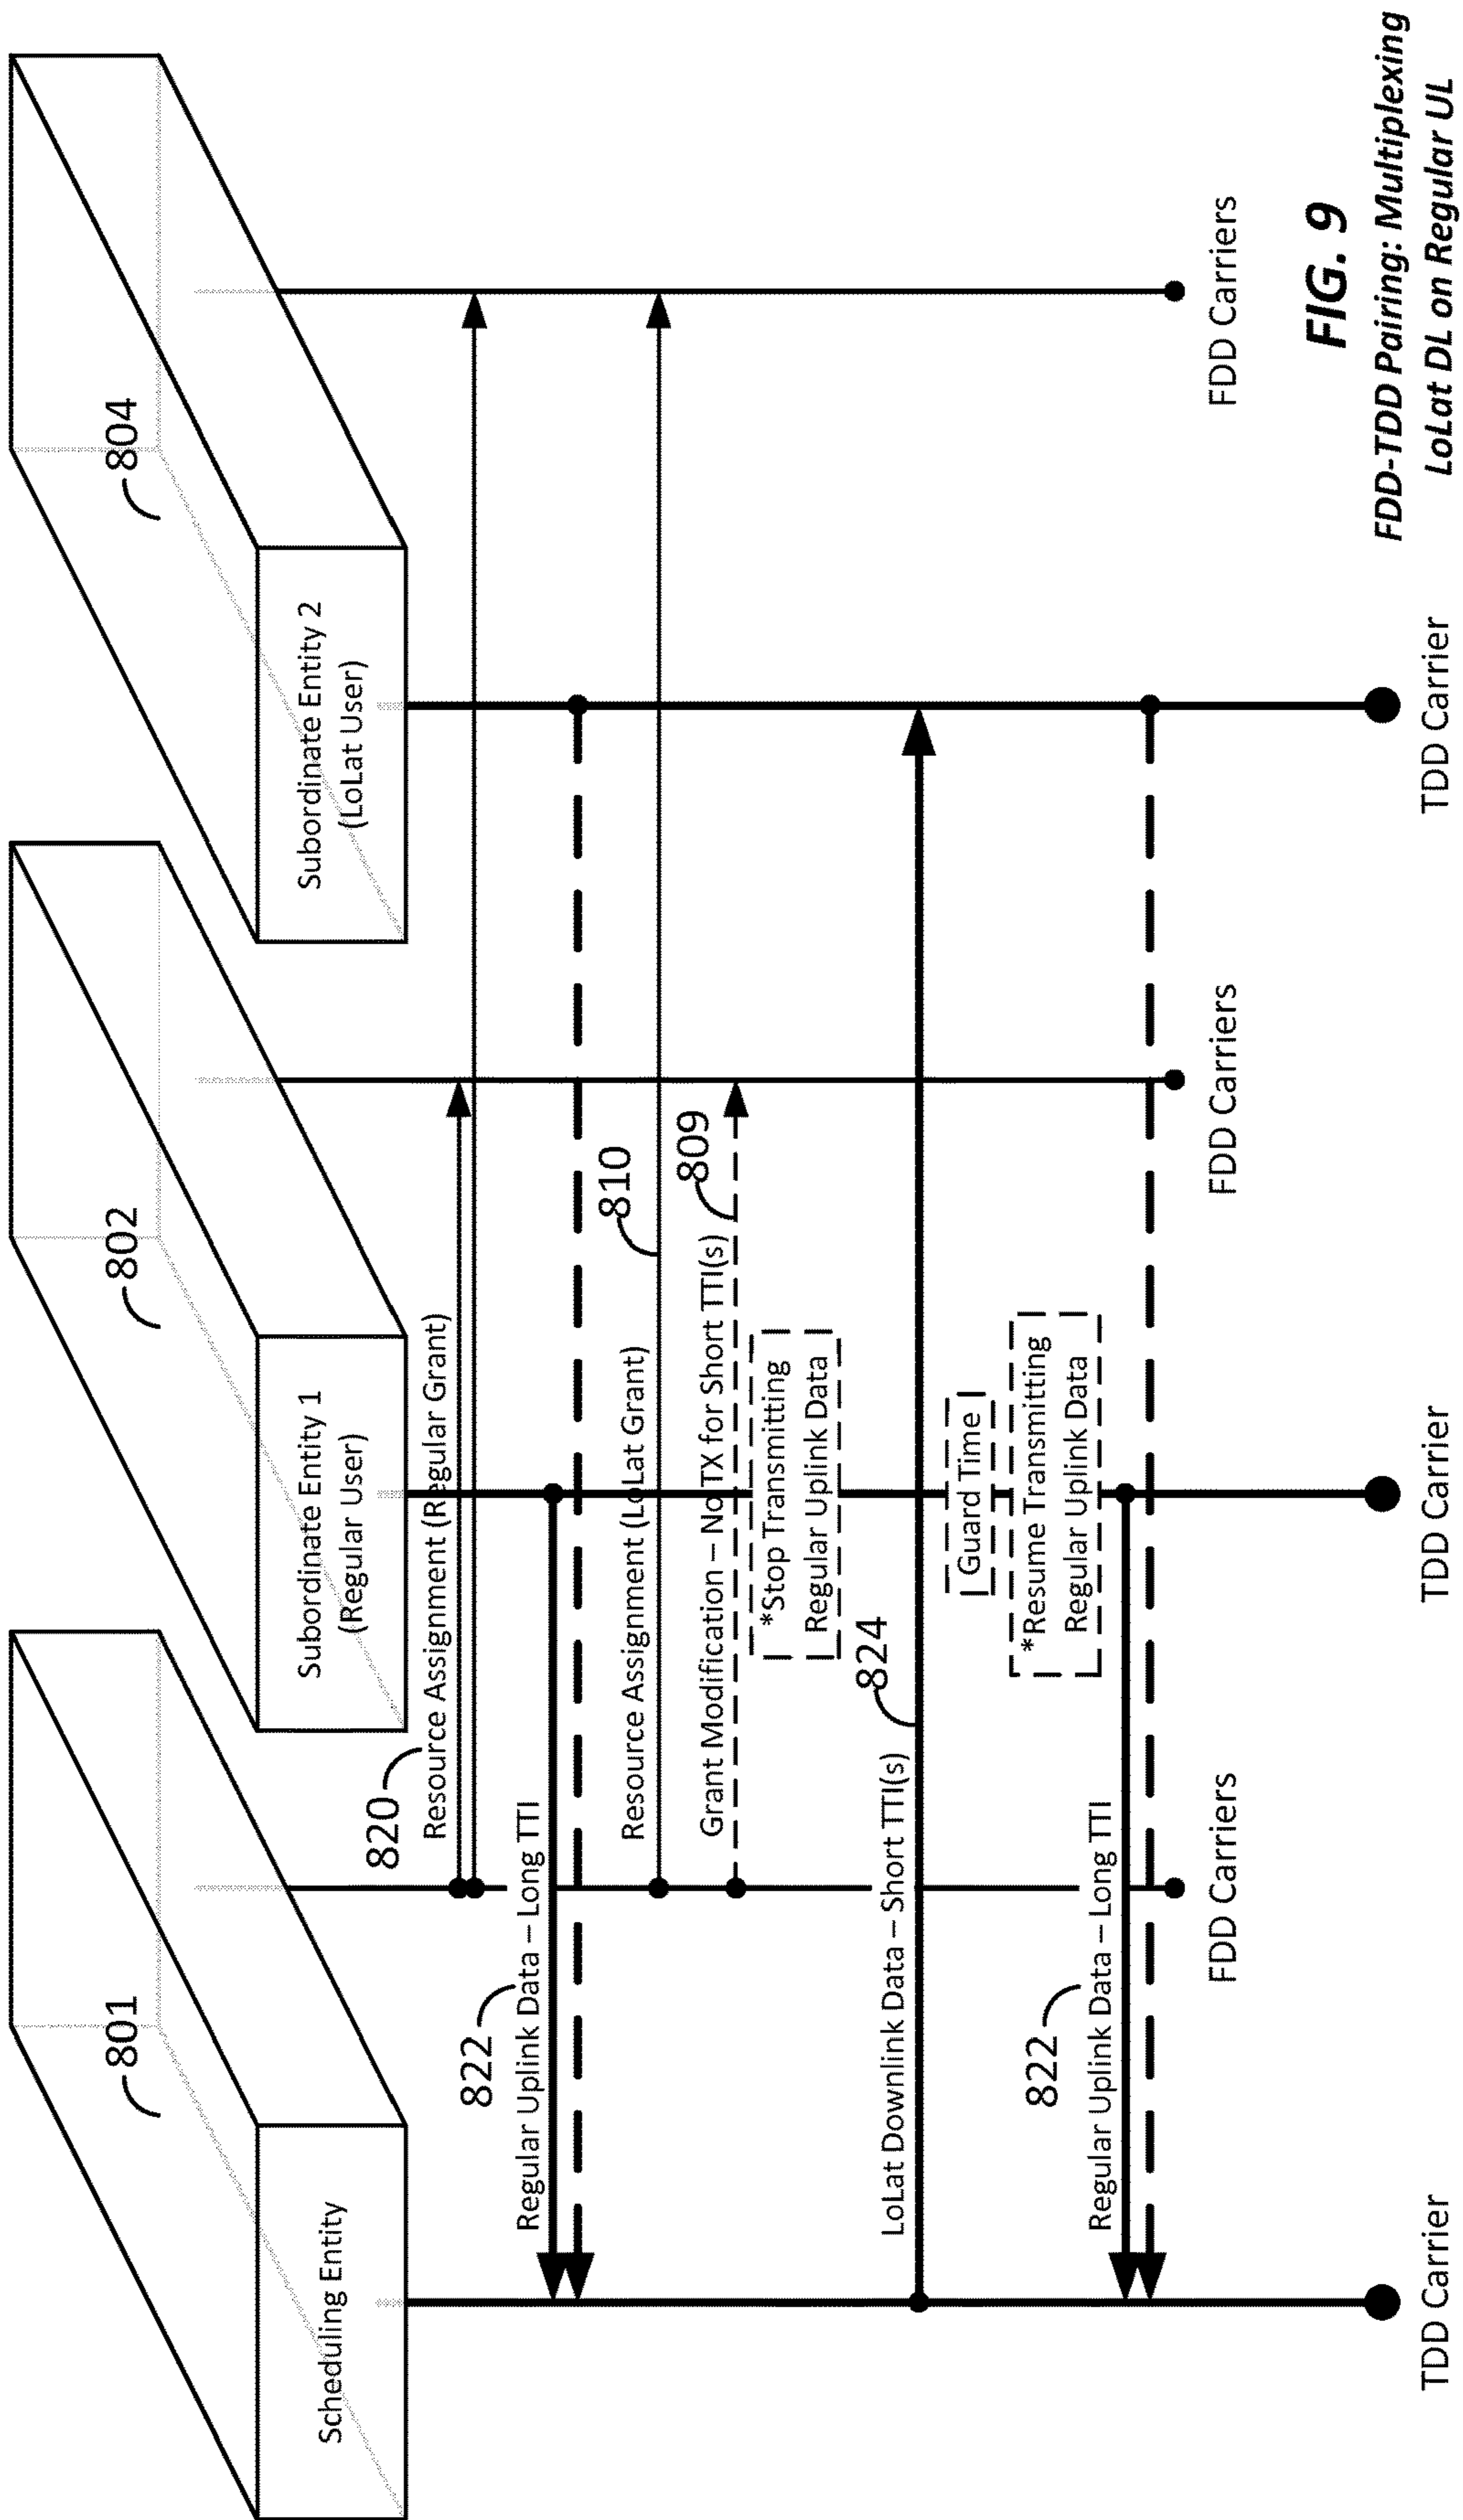 801
802
804
Scheduling Entity
Subordinate Entity 1
(Regular User)
Subordinate Entity 2
(LoLat User)
820
Resource Assignment (Regular Grant)
822
Regular Uplink Data – Long TTI
810
Resource Assignment (LoLat Grant)
809
Grant Modification – No TX for Short TTI(s)
*Stop Transmitting
Regular Uplink Data
824
LoLat Downlink Data – Short TTI(s)
Guard Time
*Resume Transmitting
Regular Uplink Data
822
Regular Uplink Data – Long TTI
FDD Carriers
FDD Carriers
FDD Carriers
TDD Carrier
TDD Carrier
TDD Carrier
FIG. 9
FDD-TDD Pairing: Multiplexing
LoLat DL on Regular UL